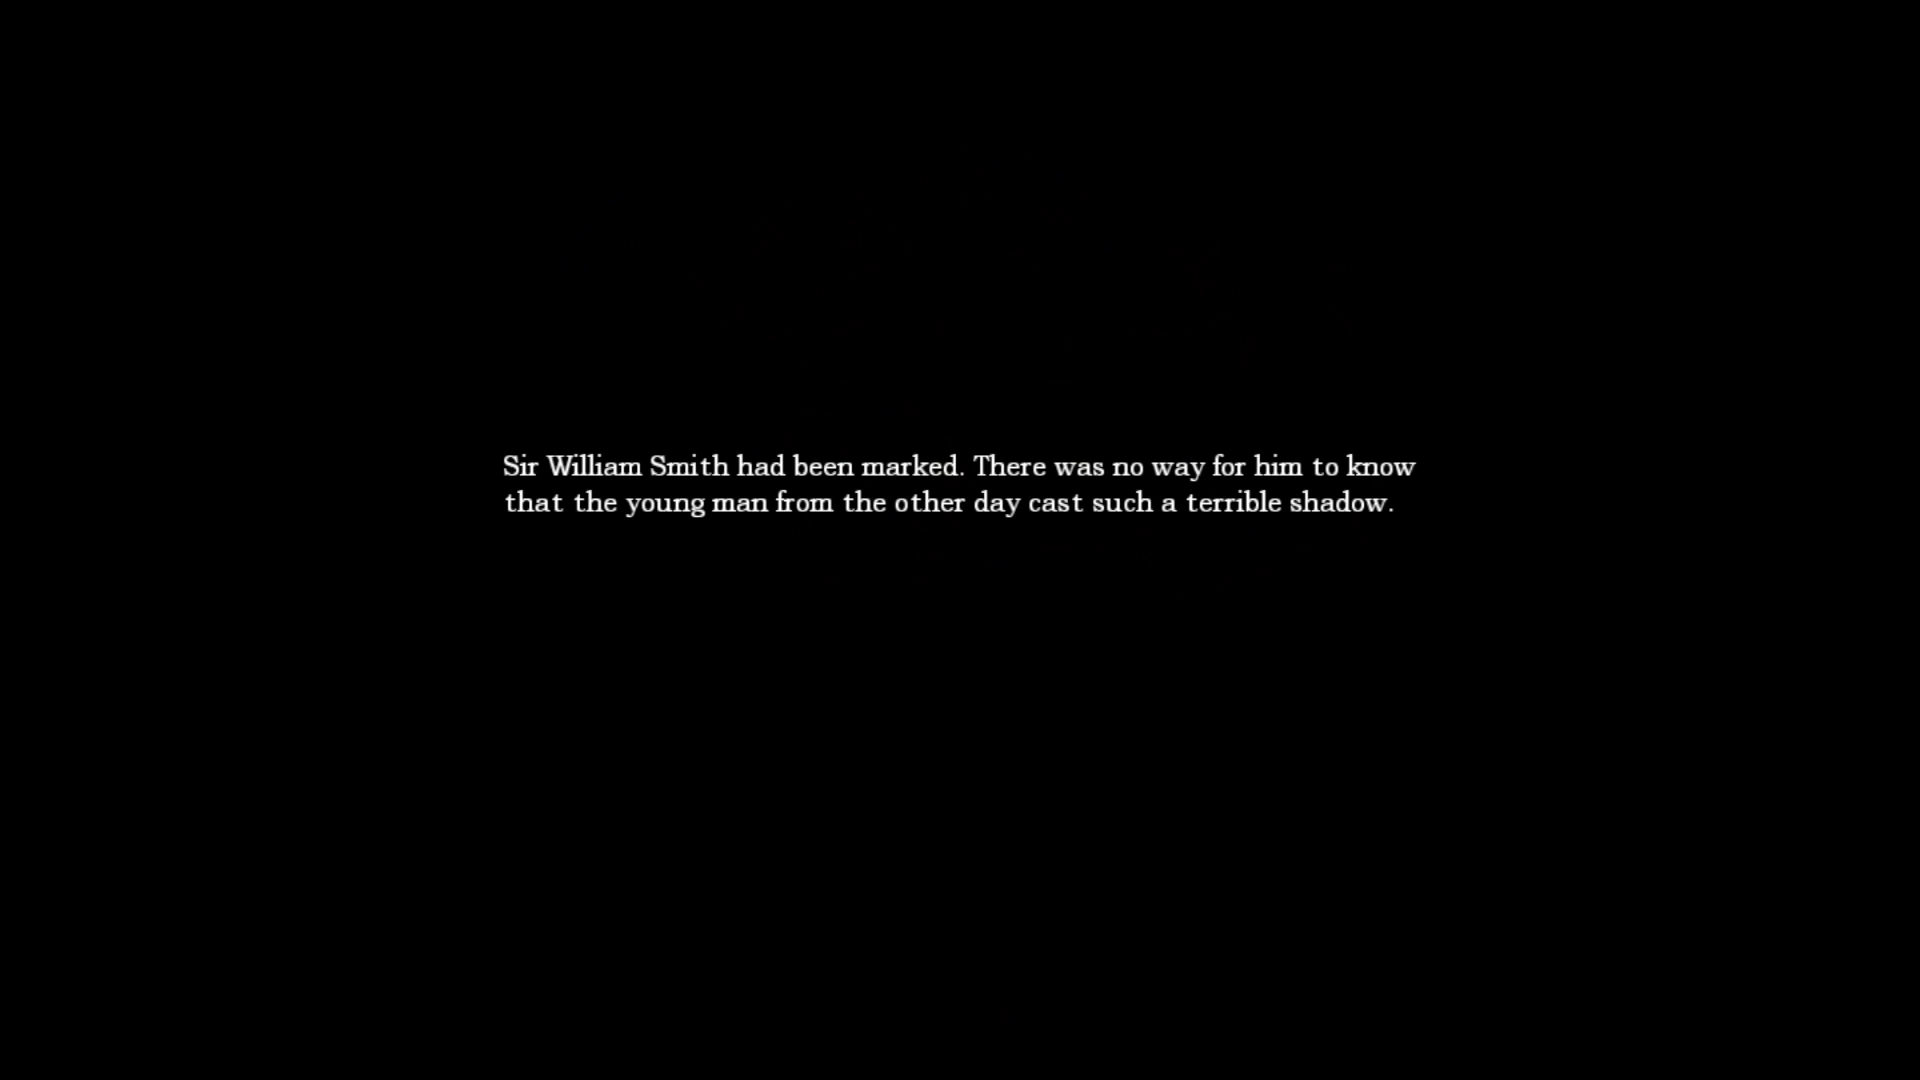 Sir William Smith had been marked. There was no way for him to know
that the young man from the other day cast such a terrible shadow.